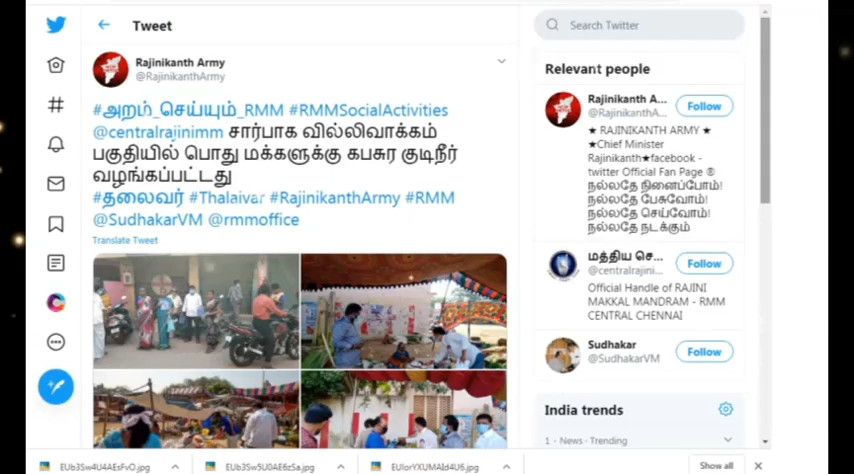 Tweet
Search Twitter
Rajinikanth Army
@RajinikanthArmy
#அறம்_செய்யும்_RMM #RMMSocialActivities
@centralrajinimm சார்பாக வில்லிவாக்கம்
பகுதியில் பொது மக்களுக்கு கபசுர குடிநீர்
வழங்கப்பட்டது
#தலைவர் #Thalaivar #RajinikanthArmy #RMM
@SudhakarVM @rmmoffice
Translate Tweet
Relevant people
Rajinikanth A...
@RajinikanthA...
Follow
★ RAJINIKANTH ARMY ★
★Chief Minister
Rajinikanth★facebook -
twitter Official Fan Page ®
நல்லதே நினைப்போம்!
நல்லதே பேசுவோம்!
நல்லதே செய்வோம்!
நல்லதே நடக்கும்
மத்திய செ...
@centralrajini...
Follow
Official Handle of RAJINI
MAKKAL MANDRAM - RMM
CENTRAL CHENNAI
Sudhakar
@SudhakarVM
Follow
India trends
1 · News · Trending
EUb3Sw4U4AEsFvO.jpg
EUb3Sw5U0AE6zSa.jpg
EUIorYXUMAId4U6.jpg
Show all